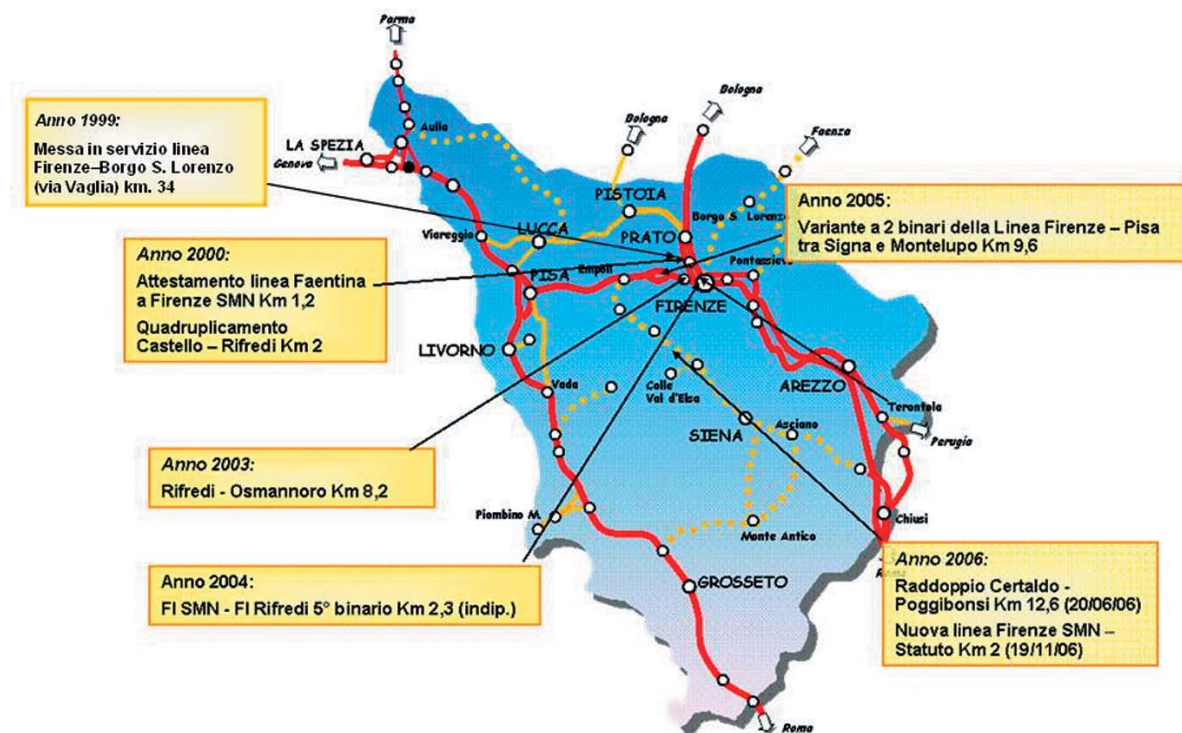 Parma
Anno 1999:
Messa in servizio linea
Firenze–Borgo S. Lorenzo
(via Vaglia) km. 34
Aulla
LA SPEZIA
Genova
Bologna
Bologna
Faenza
PISTOIA
Borgo S. Lorenzo
PRATO
LUCCA
Viareggio
Anno 2005:
Variante a 2 binari della Linea Firenze – Pisa
tra Signa e Montelupo Km 9,6
Anno 2000:
Attestamento linea Faentina
a Firenze SMN Km 1,2
Quadruplicamento
Castello – Rifredi Km 2
PISA
Empoli
Pontassieve
FIRENZE
LIVORNO
Vada
Colle
Val d'Elsa
AREZZO
SIENA
Asciano
Terontola
Perugia
Anno 2003:
Rifredi - Osmannoro Km 8,2
Piombino M.
Monte Antico
Chiusi
Roma
Anno 2004:
FI SMN - FI Rifredi 5° binario Km 2,3 (indip.)
GROSSETO
Anno 2006:
Raddoppio Certaldo -
Poggibonsi Km 12,6 (20/06/06)
Nuova linea Firenze SMN –
Statuto Km 2 (19/11/06)
Roma